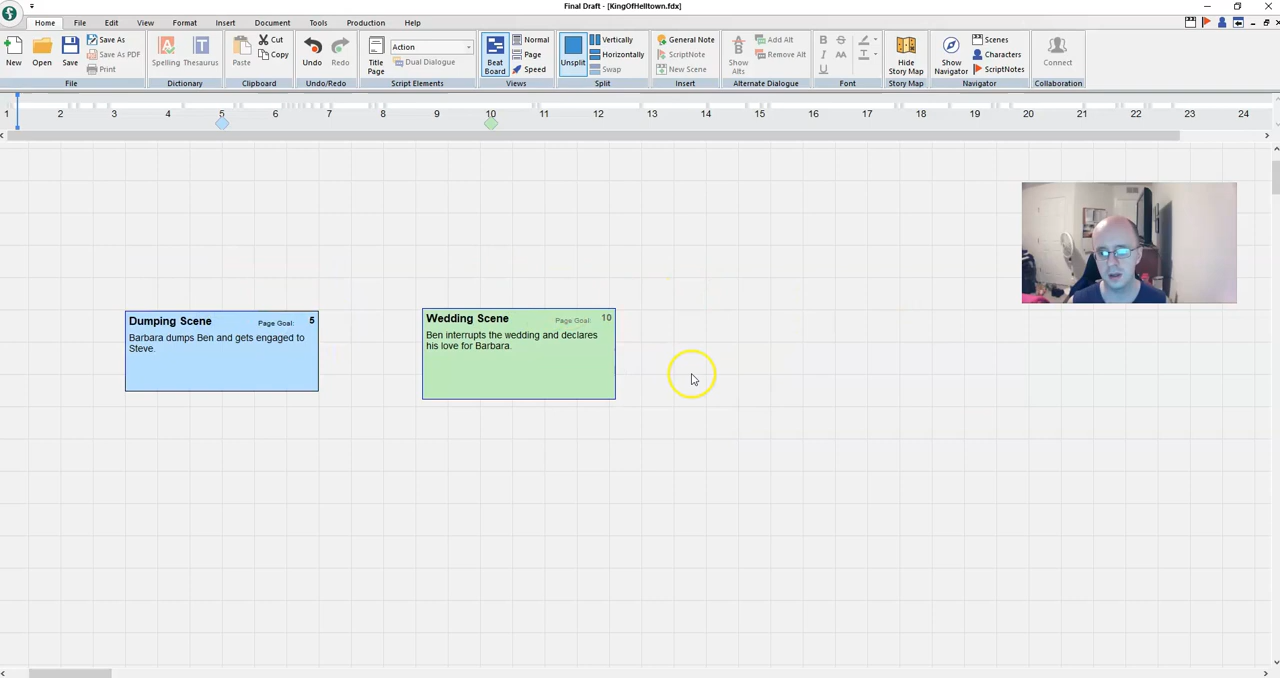 Final Draft - [KingOfHelltown.fdx]
Home File Edit View Format Insert Document Tools Production Help
New Open Save Save As Save As PDF Print File
Spelling Thesaurus Dictionary
Paste Cut Copy Clipboard
Undo Redo Undo/Redo
Title Page Action Dual Dialogue Script Elements
Beat Board Normal Page Speed Views
Unsplit Vertically Horizontally Swap Split
General Note ScriptNote New Scene Insert
Show Alts Add Alt Remove Alt Alternate Dialogue
B S I AA U Font
Hide Story Map Story Map
Show Navigator Scenes Characters ScriptNotes Navigator
Connect Collaboration
1 2 3 4 5 6 7 8 9 10 11 12 13 14 15 16 17 18 19 20 21 22 23 24
Dumping Scene Page Goal: 5
Barbara dumps Ben and gets engaged to
Steve.
Wedding Scene Page Goal: 10
Ben interrupts the wedding and declares
his love for Barbara.